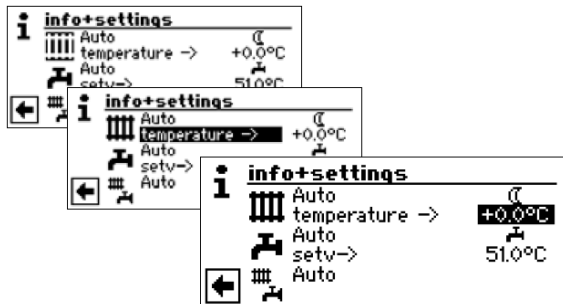 info+settings
Auto
temperature -> +0.0°C
Auto
setv-> 51.0°C
info+settings
Auto
temperature -> +0.0°C
Auto
setv->
Auto
info+settings
Auto
temperature -> +0.0°C
Auto
setv-> 51.0°C
Auto